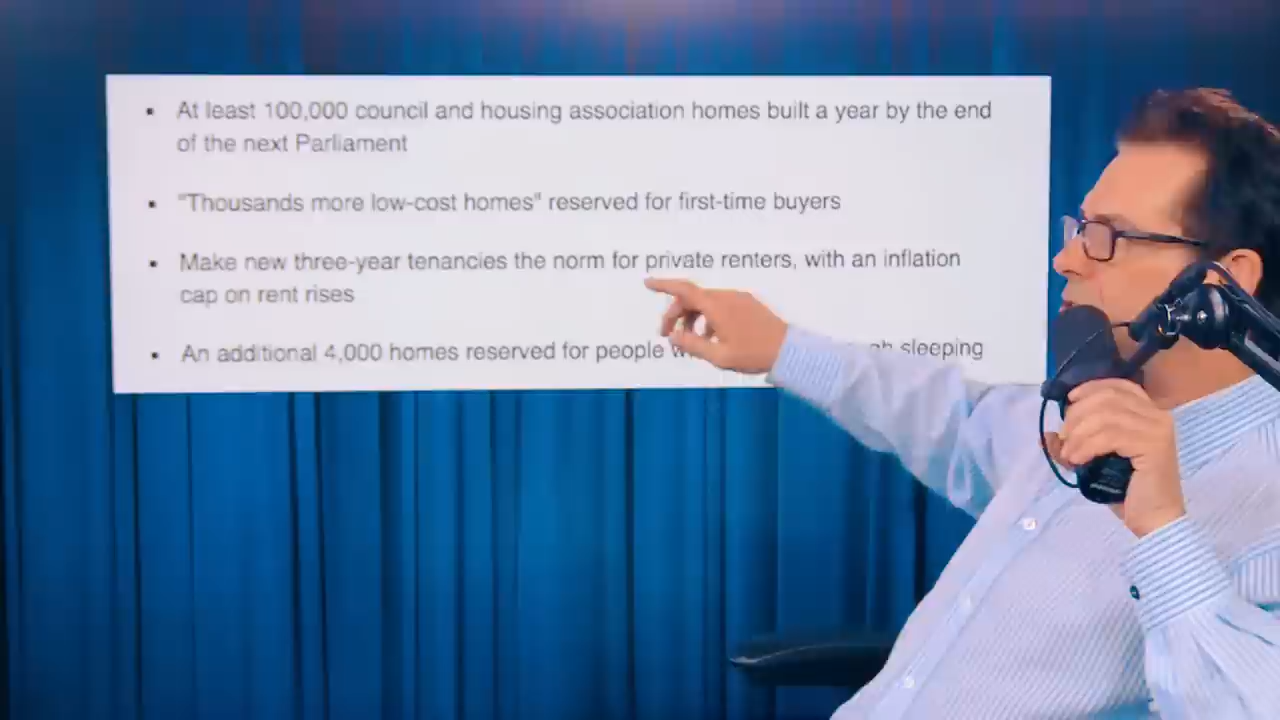 At least 100,000 council and housing association homes built a year by the end
of the next Parliament
"Thousands more low-cost homes" reserved for first-time buyers
Make new three-year tenancies the norm for private renters, with an inflation
cap on rent rises
An additional 4,000 homes reserved for people sleeping